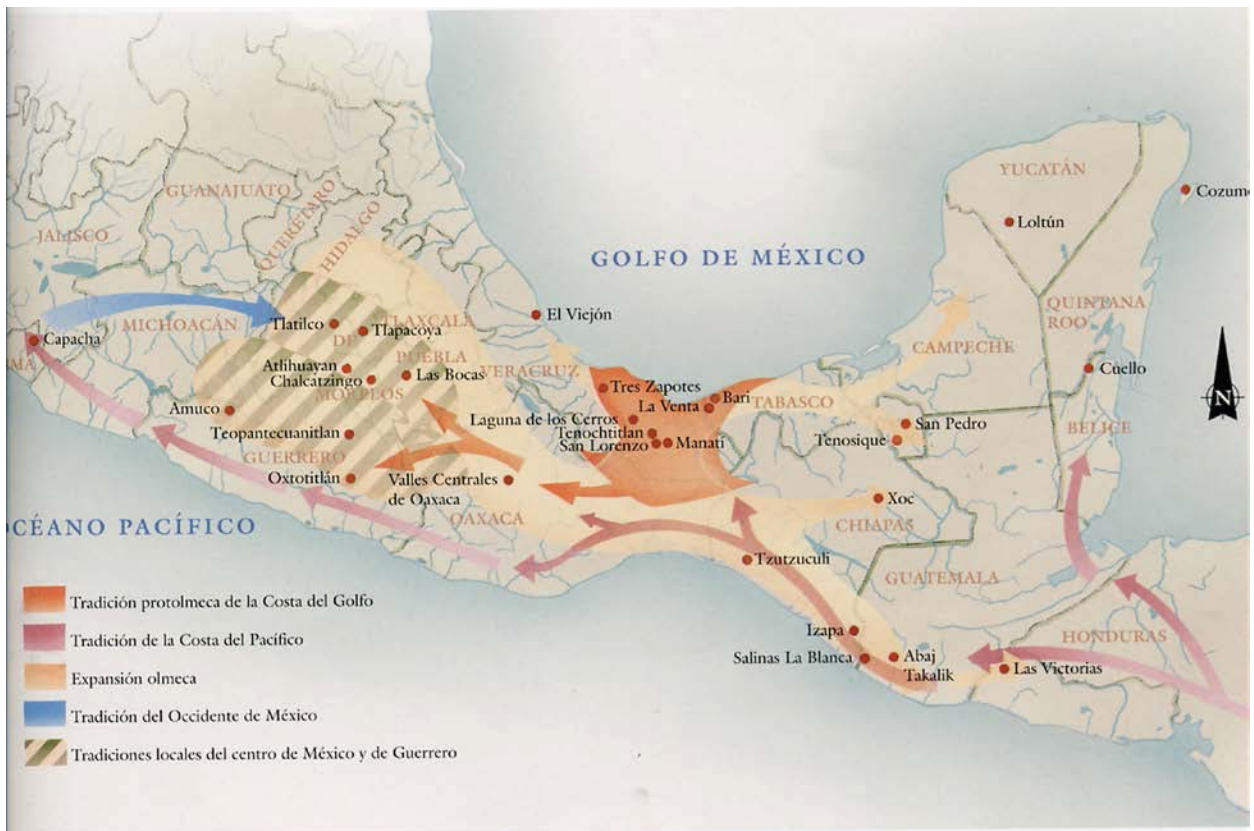 GUANAJUATO
QUERÉTARO
HIDALGO
JALISCO
YUCATÁN
Cozum
Loltún
GOLFO DE MÉXICO
QUINTANA
ROO
El Viejón
MICHOACÁN
Tlatilco
TLAXCALA
Tlapacoya
DF
CAMPECHE
Capacha
MA
PUEBLA
Atlihuayan
Las Bocas
VERACRUZ
Chalcatzingo
MORELOS
Cuello
Tres Zapotes
Bari
La Venta
TABASCO
Amuco
Laguna de los Cerros
San Pedro
BELICE
Teopantecuanitlan
Tenochtitlan
San Lorenzo
Manatí
Tenosique
GUERRERO
Oxtotitlán
Valles Centrales
de Oaxaca
Xoc
OAXACA
CHIAPAS
OCÉANO PACÍFICO
Tzutzuculi
GUATEMALA
Tradición protolmeca de la Costa del Golfo
Tradición de la Costa del Pacífico
Expansión olmeca
Tradición del Occidente de México
Tradiciones locales del centro de México y de Guerrero
Izapa
HONDURAS
Salinas La Blanca
Abaj
Takalik
Las Victorias
N